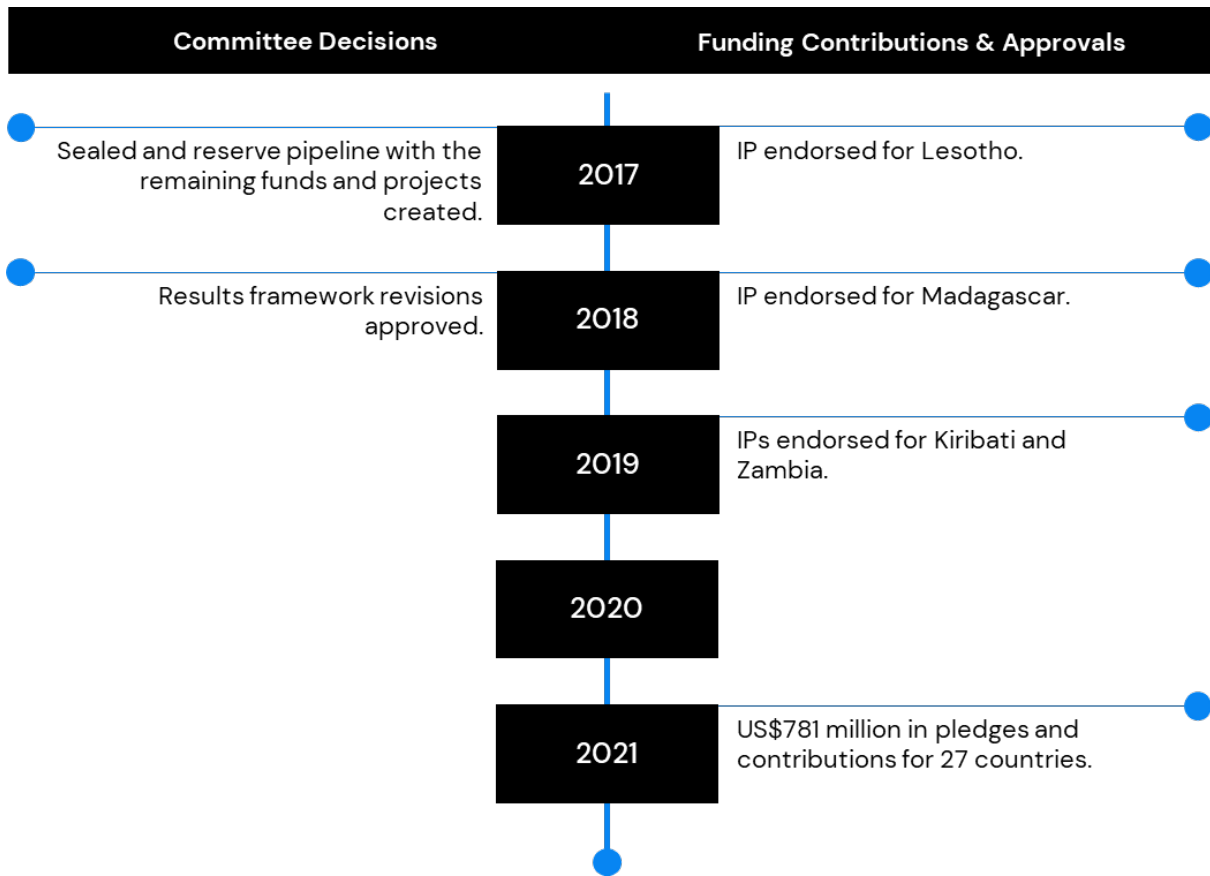 Committee Decisions
Funding Contributions & Approvals
2017
Sealed and reserve pipeline with the
remaining funds and projects
created.
IP endorsed for Lesotho.
2018
Results framework revisions
approved.
IP endorsed for Madagascar.
2019
IPs endorsed for Kiribati and
Zambia.
2020
2021
US$781 million in pledges and
contributions for 27 countries.